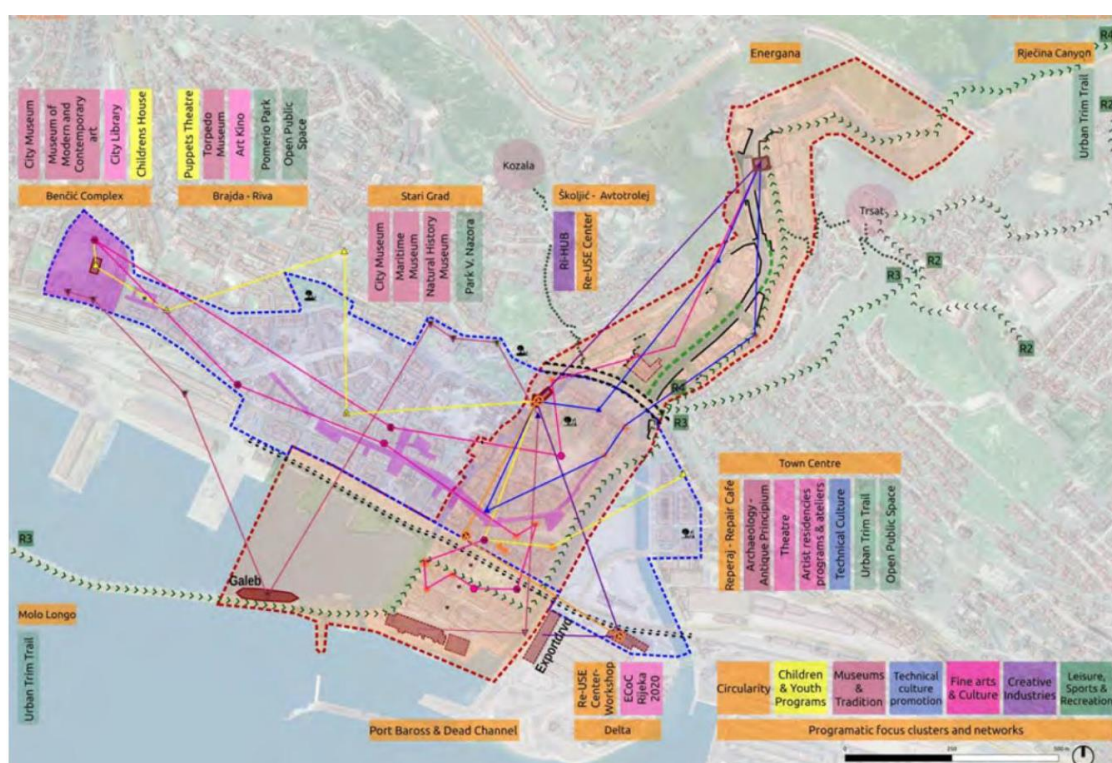 Energana
Rječina Canyon
R4
R2
Urban Trim Trail
City Museum
Museum of
Modern and
Contemporary
art
City Library
Childrens House
Puppets Theatre
Torpedo
Museum
Art Kino
Pomerio Park
Open Public
Space
Benčić Complex
Brajda - Riva
Kozala
Stari Grad
Školjić - Avtotrolej
City Museum
Maritime
Museum
Natural History
Museum
Park V. Nazora
RI-HUB
Re-USE Center
Trsat
R3
R2
R2
R4
R3
Town Centre
Reperaj - Repair Cafe
Archaeology -
Antique Principium
Theatre
Artist residencies
programs & ateliers
Technical Culture
Urban Trim Trail
Open Public Space
R3
Galeb
Molo Longo
Urban Trim Trail
Exportdrvo
Re-USE
Center-
Workshop
ECoC
Rijeka
2020
Port Baross & Dead Channel
Delta
Circularity
Children
& Youth
Programs
Museums
&
Tradition
Technical
culture
promotion
Fine arts
& Culture
Creative
Industries
Leisure,
Sports &
Recreation
Programatic focus clusters and networks
0
250
500 m